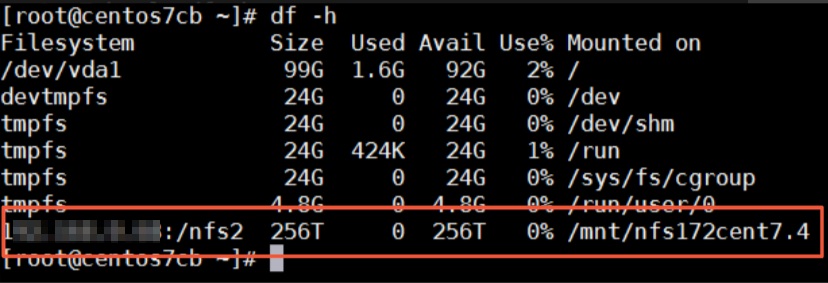 [root@centos7cb ~]# df -h
Filesystem Size Used Avail Use% Mounted on
/dev/vda1 99G 1.6G 92G 2% /
devtmpfs 24G 0 24G 0% /dev
tmpfs 24G 0 24G 0% /dev/shm
tmpfs 24G 424K 24G 1% /run
tmpfs 24G 0 24G 0% /sys/fs/cgroup
tmpfs 4.8G 0 4.8G 0% /run/user/0
:/nfs2 256T 0 256T 0% /mnt/nfs172cent7.4
[root@centos7cb ~]#